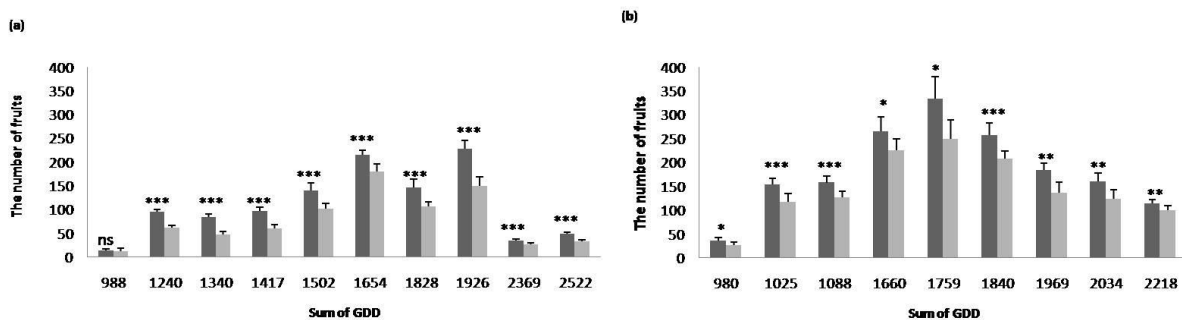 (a)
The number of fruits
400
350
300
250
200
150
100
50
0
ns *** *** *** *** *** *** *** *** ***
988 1240 1340 1417 1502 1654 1828 1926 2369 2522
Sum of GDD
(b)
The number of fruits
400
350
300
250
200
150
100
50
0
* *** *** * * *** ** ** **
980 1025 1088 1660 1759 1840 1969 2034 2218
Sum of GDD